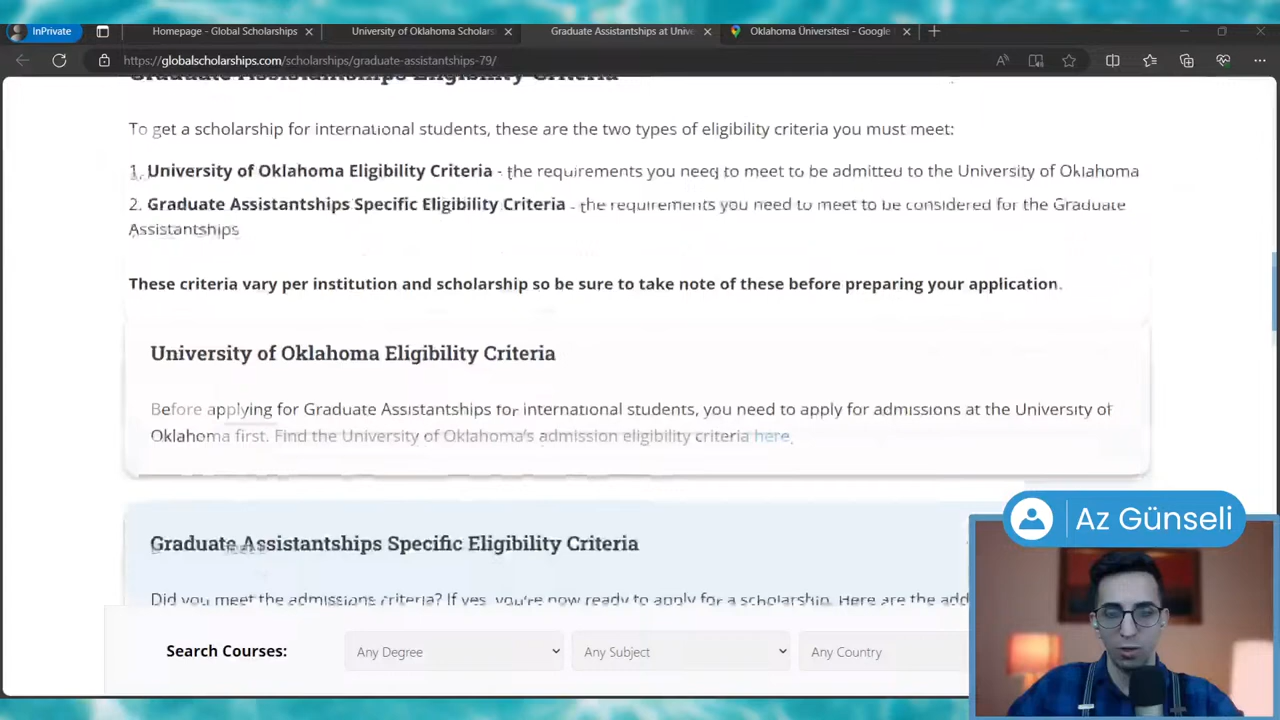 InPrivate
Homepage - Global Scholarships
University of Oklahoma Scholars
Graduate Assistantships at Unive
Oklahoma Üniversitesi - Google
https://globalscholarships.com/scholarships/graduate-assistantships-79/
Graduate Assistantships Eligibility Criteria
To get a scholarship for international students, these are the two types of eligibility criteria you must meet:
1. University of Oklahoma Eligibility Criteria - the requirements you need to meet to be admitted to the University of Oklahoma
2. Graduate Assistantships Specific Eligibility Criteria - the requirements you need to meet to be considered for the Graduate
Assistantships
These criteria vary per institution and scholarship so be sure to take note of these before preparing your application.
University of Oklahoma Eligibility Criteria
Before applying for Graduate Assistantships for international students, you need to apply for admissions at the University of
Oklahoma first. Find the University of Oklahoma's admission eligibility criteria here.
Graduate Assistantships Specific Eligibility Criteria
Did you meet the admissions criteria? If yes, you're now ready to apply for a scholarship. Here are the add
Search Courses:
Any Degree
Any Subject
Any Country
Az Günseli